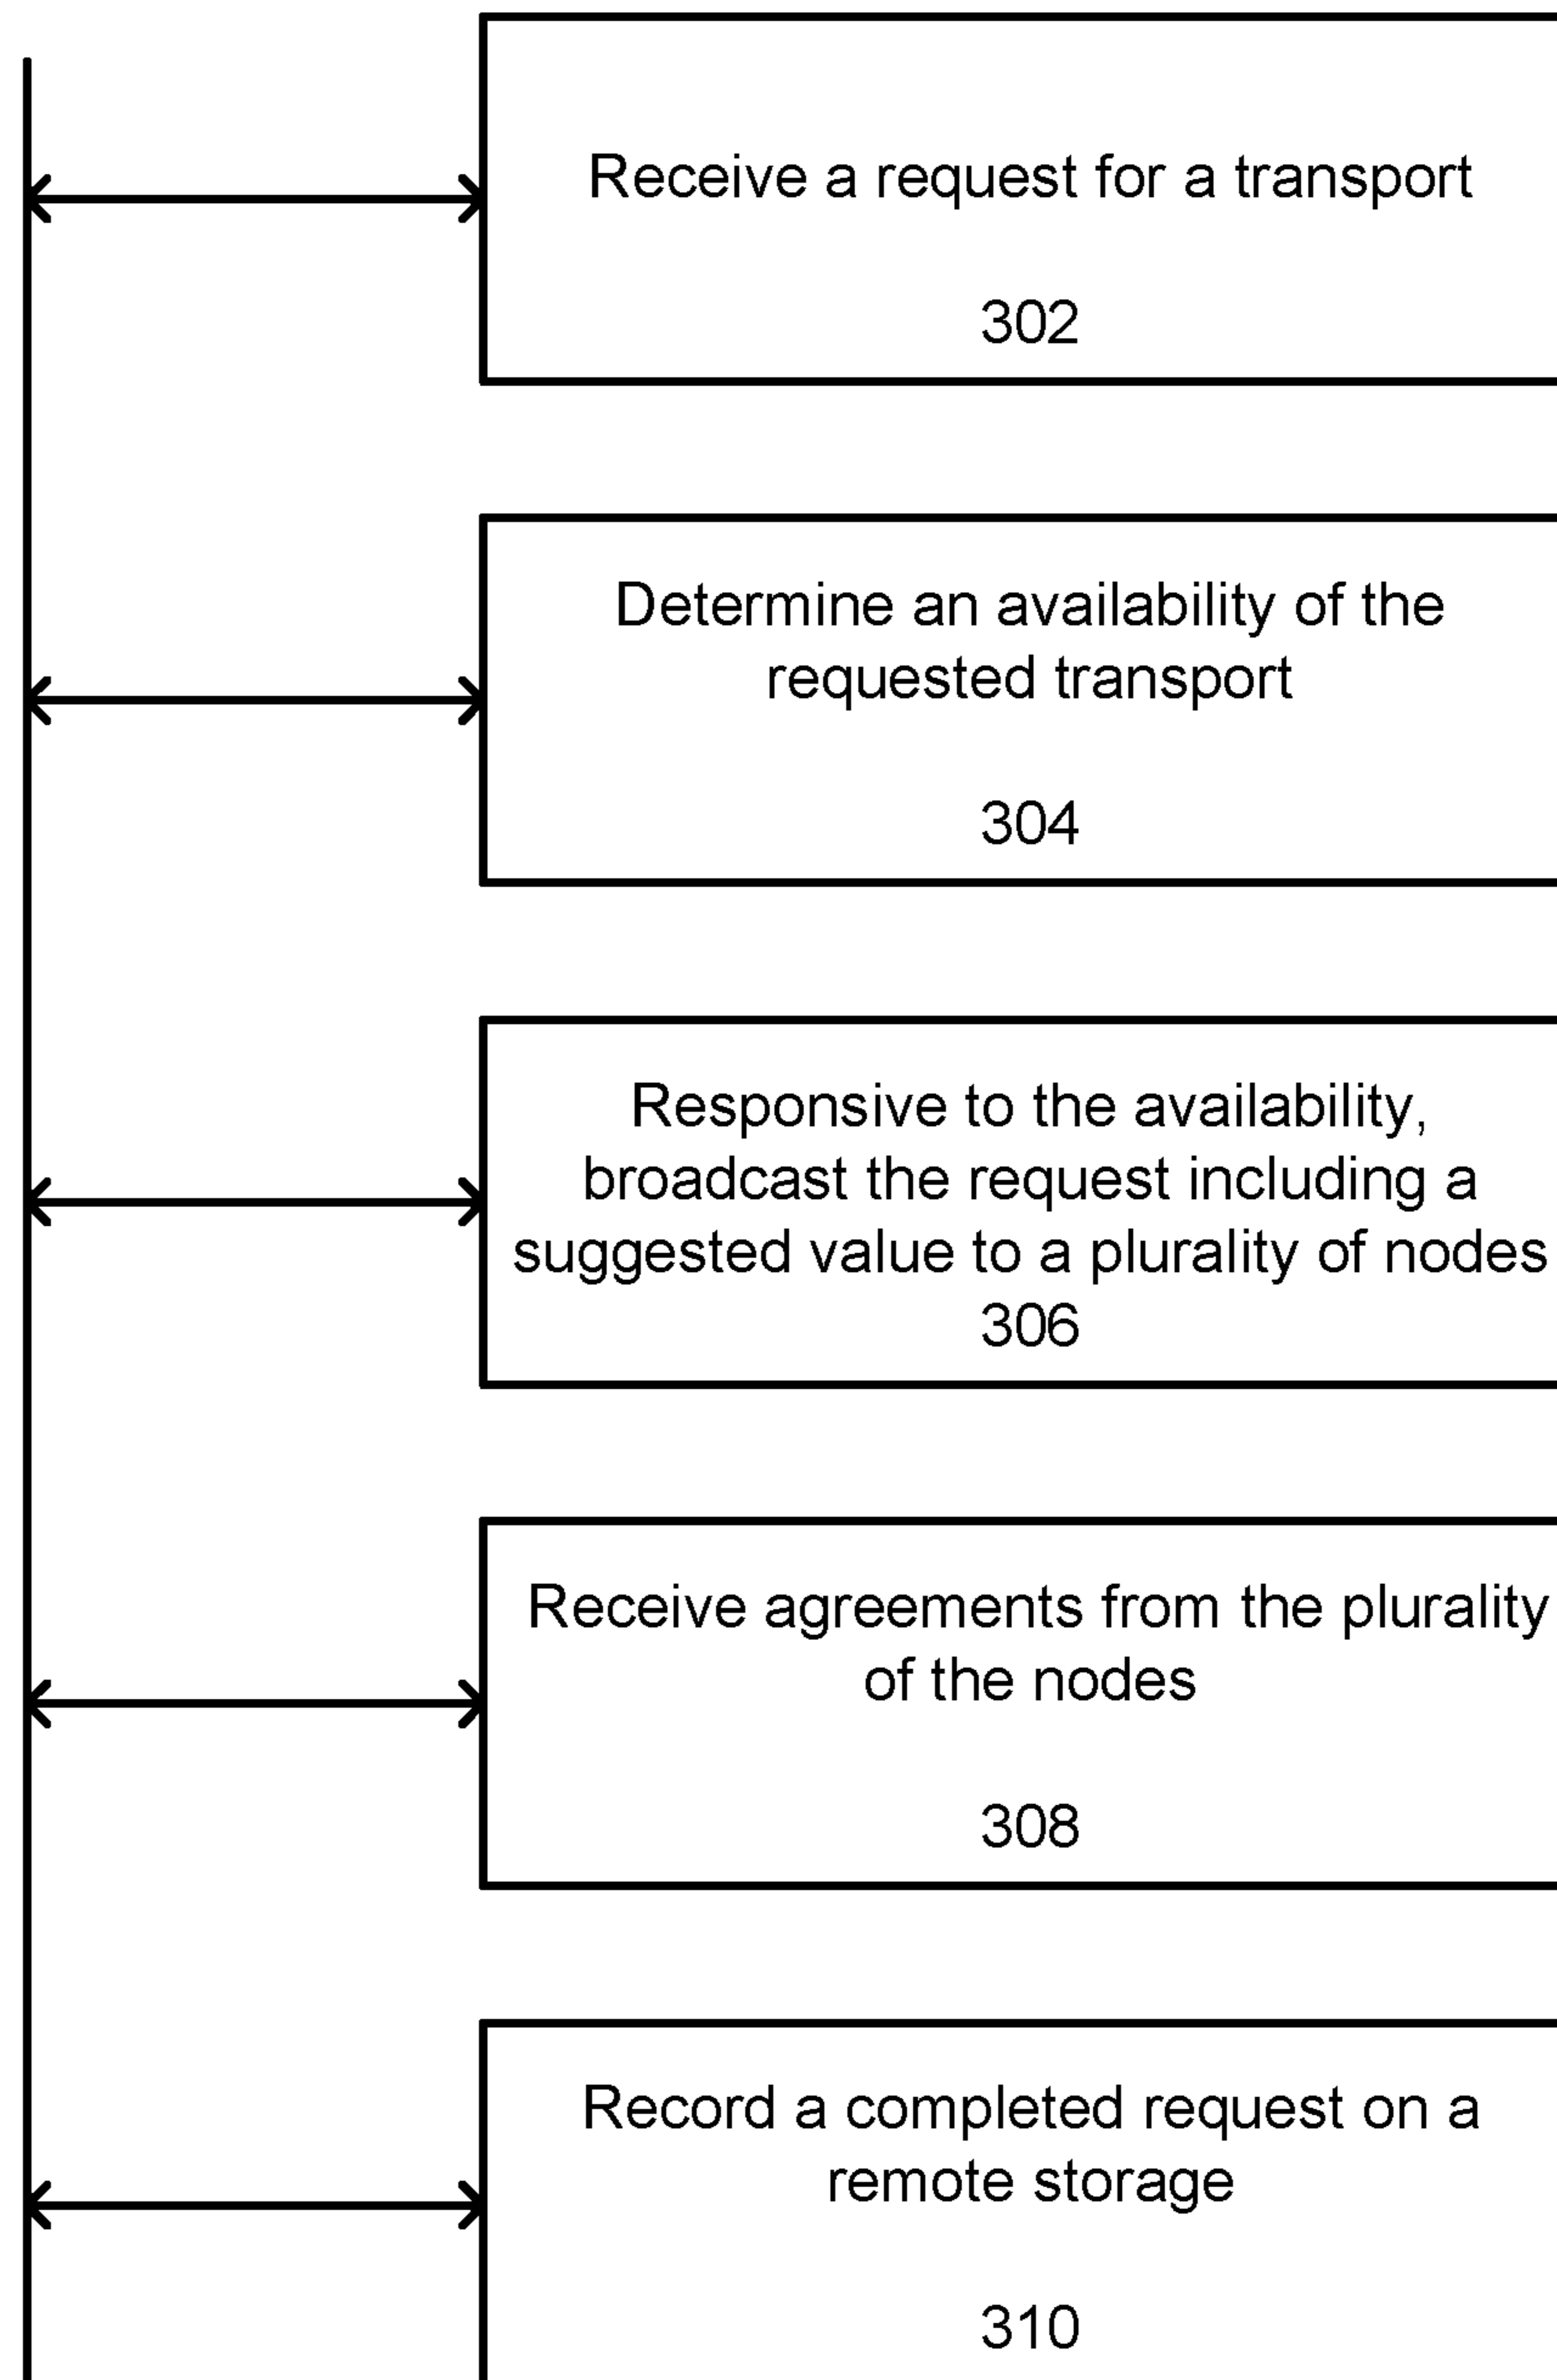 Receive a request for a transport
302
Determine an availability of the
requested transport
304
Responsive to the availability,
broadcast the request including a
suggested value to a plurality of nodes
306
Receive agreements from the plurality
of the nodes
308
Record a completed request on a
remote storage
310